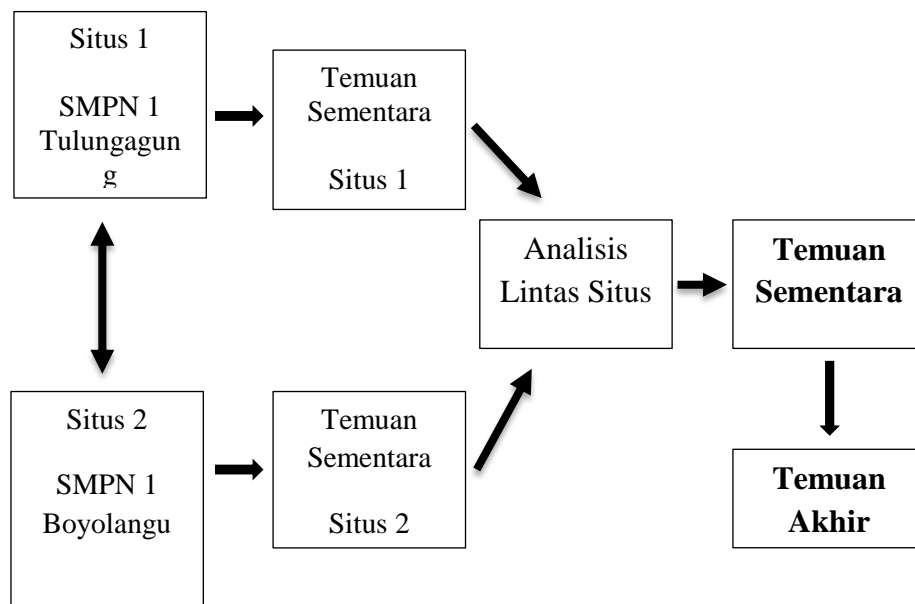 Situs 1
SMPN 1
Tulungagun
g
Temuan
Sementara
Situs 1
Analisis
Lintas Situs
Temuan
Sementara
Situs 2
SMPN 1
Boyolangu
Temuan
Sementara
Situs 2
Temuan
Akhir